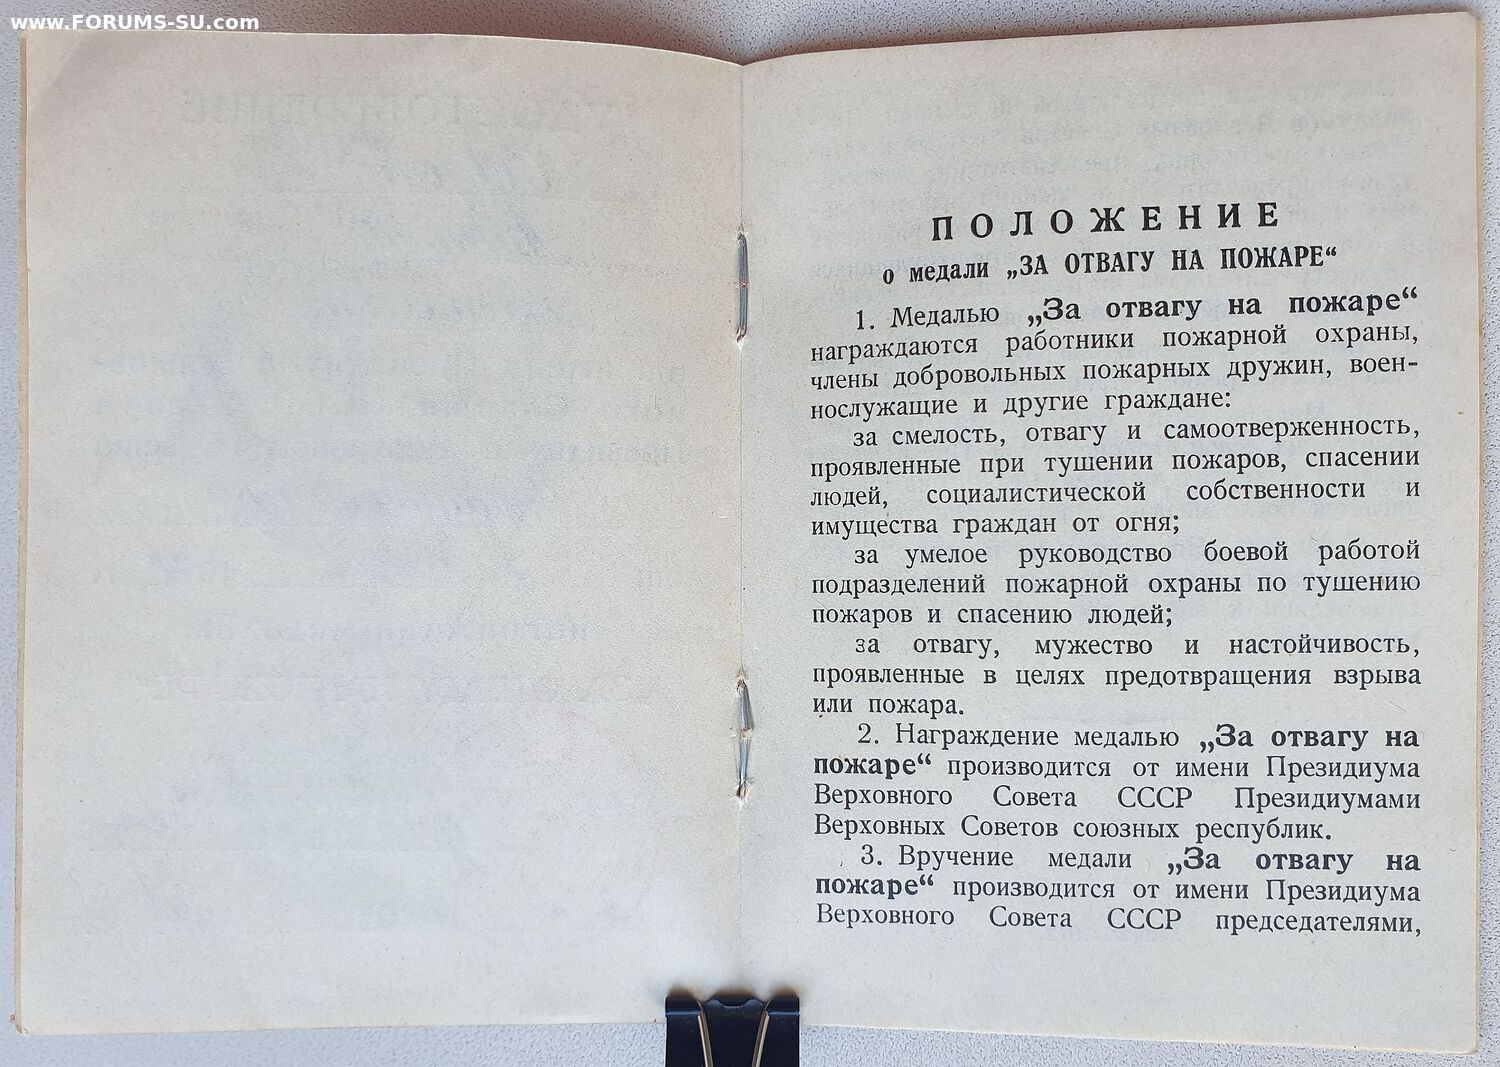 www.FORUMS-SU.com
ПОЛОЖЕНИЕ
о медали „ЗА ОТВАГУ НА ПОЖАРЕ“
1. Медалью „За отвагу на пожаре“
награждаются работники пожарной охраны,
члены добровольных пожарных дружин, воен-
нослужащие и другие граждане:
за смелость, отвагу и самоотверженность,
проявленные при тушении пожаров, спасении
людей, социалистической собственности и
имущества граждан от огня;
за умелое руководство боевой работой
подразделений пожарной охраны по тушению
пожаров и спасению людей;
за отвагу, мужество и настойчивость,
проявленные в целях предотвращения взрыва
или пожара.
2. Награждение медалью „За отвагу на
пожаре“ производится от имени Президиума
Верховного Совета СССР Президиумами
Верховных Советов союзных республик.
3. Вручение медали „За отвагу на
пожаре“ производится от имени Президиума
Верховного Совета СССР председателями,